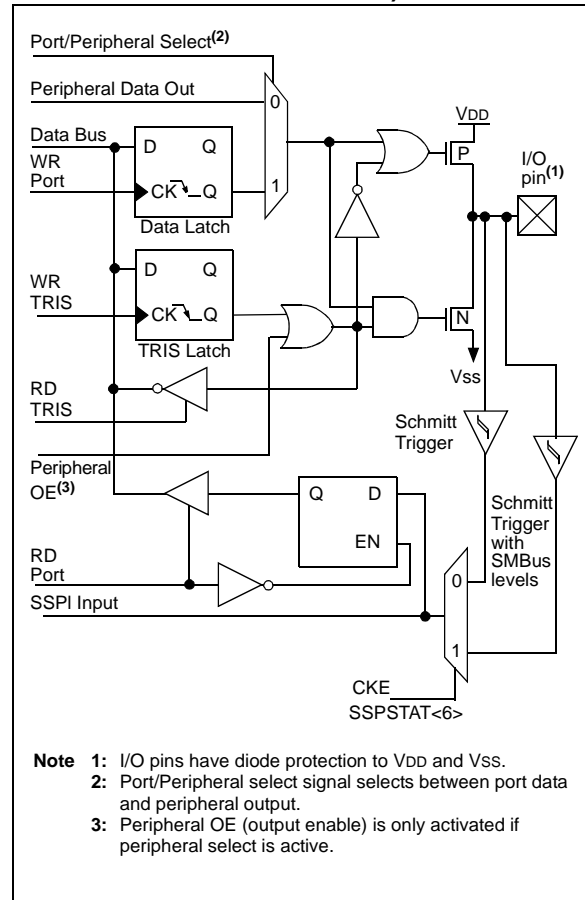 Port/Peripheral Select(2)
Peripheral Data Out
0
VDD
Data Bus
D Q
WR
Port
CK Q
1
P
I/O
pin(1)
Data Latch
D Q
WR
TRIS
CK Q
N
TRIS Latch
Vss
RD
TRIS
Schmitt
Trigger
Peripheral
OE(3)
Q D
EN
Schmitt
Trigger
with
SMBus
levels
RD
Port
0
SSPI Input
1
CKE
SSPSTAT<6>
Note 1: I/O pins have diode protection to VDD and VSS.
2: Port/Peripheral select signal selects between port data
and peripheral output.
3: Peripheral OE (output enable) is only activated if
peripheral select is active.